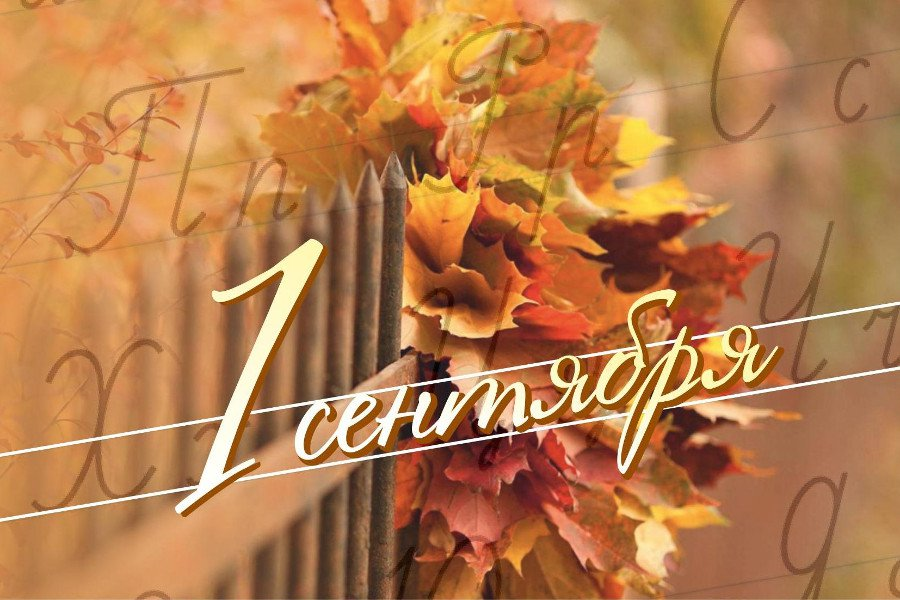 П п Р р С с
1 сентября
Х х Ц ц Ч ч